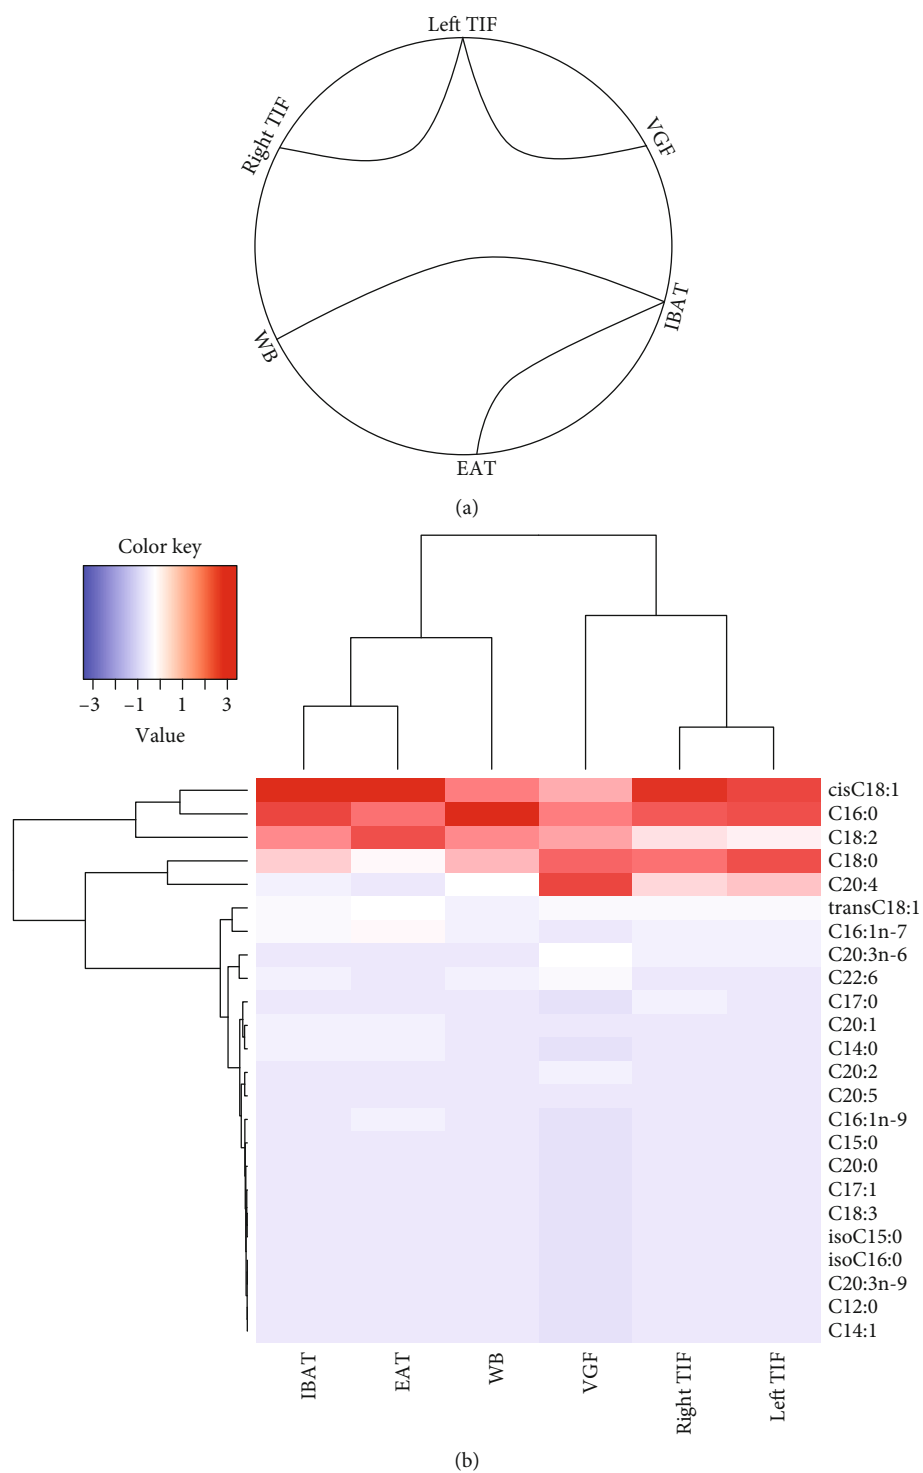 Left TIF
Right TIF
VGF
IBAT
WB
EAT
(a)
Color key
–3 –1 1 3
Value
cisC18:1
C16:0
C18:2
C18:0
C20:4
transC18:1
C16:1n-7
C20:3n-6
C22:6
C17:0
C20:1
C14:0
C20:2
C20:5
C16:1n-9
C15:0
C20:0
C17:1
C18:3
isoC15:0
isoC16:0
C20:3n-9
C12:0
C14:1
IBAT
EAT
WB
VGF
Right TIF
Left TIF
(b)